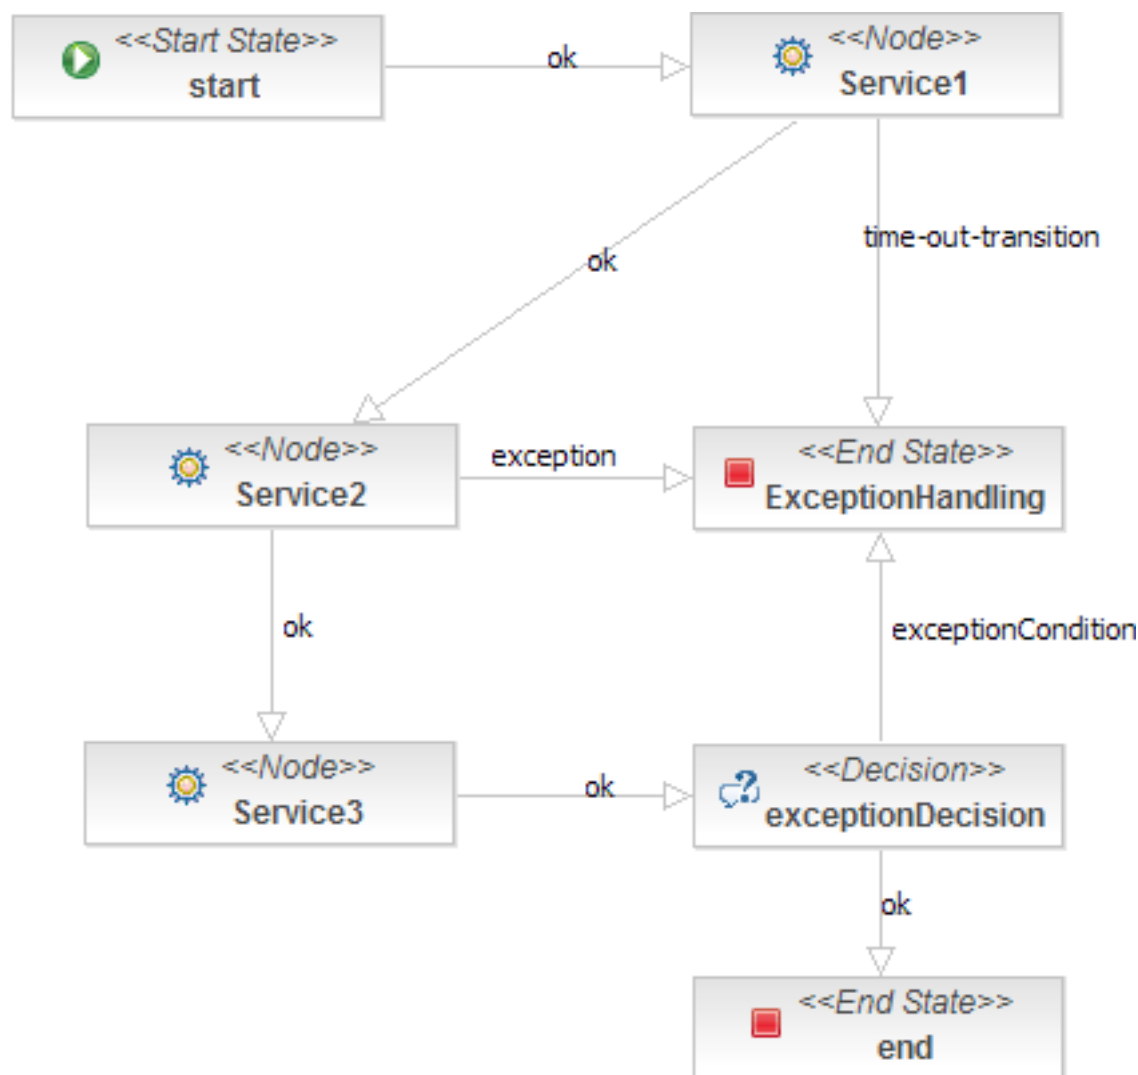 <<Start State>>
start
ok
<<Node>>
Service1
ok
time-out-transition
<<Node>>
Service2
exception
<<End State>>
ExceptionHandling
ok
exceptionCondition
<<Node>>
Service3
ok
<<Decision>>
exceptionDecision
ok
<<End State>>
end